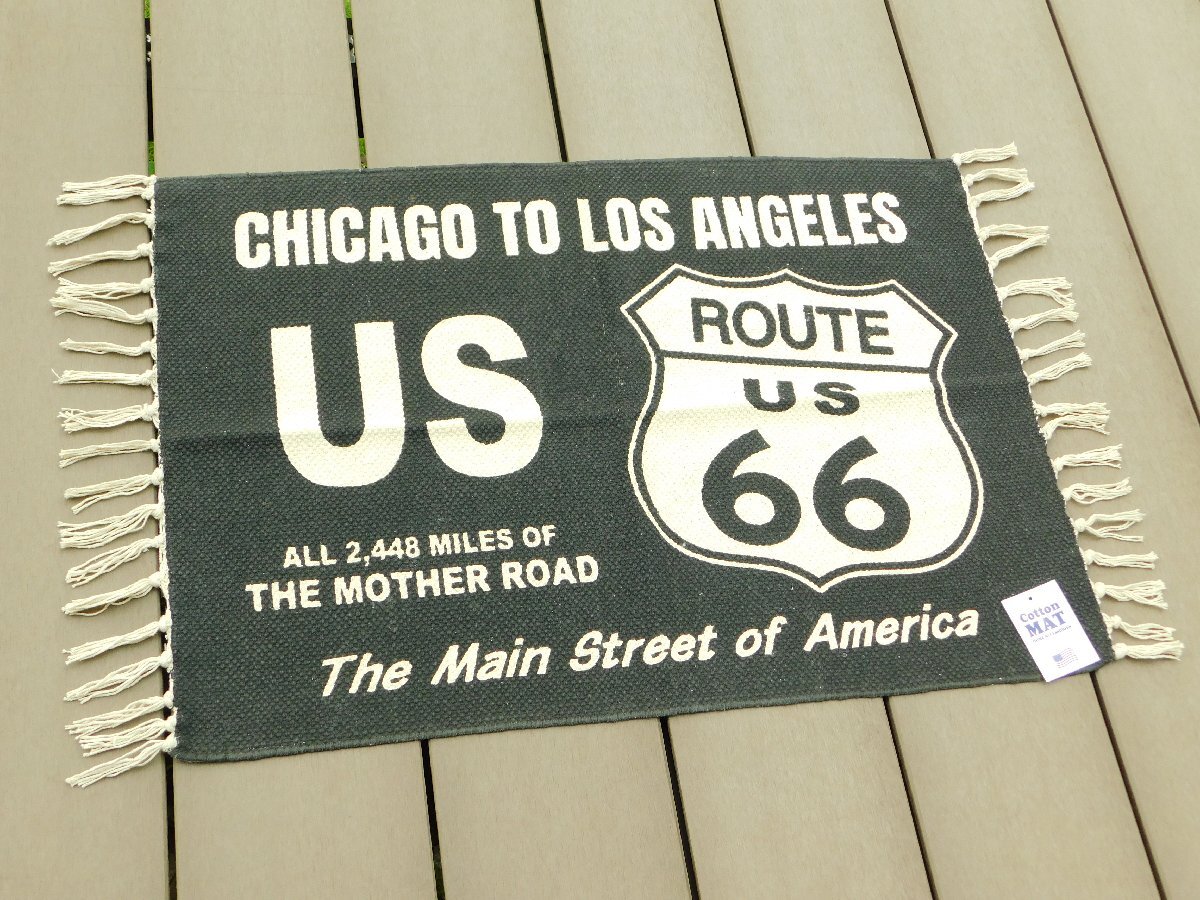 CHICAGO TO LOS ANGELES
US
ROUTE
US
66
ALL 2,448 MILES OF
THE MOTHER ROAD
The Main Street of America
Cotton
MAT